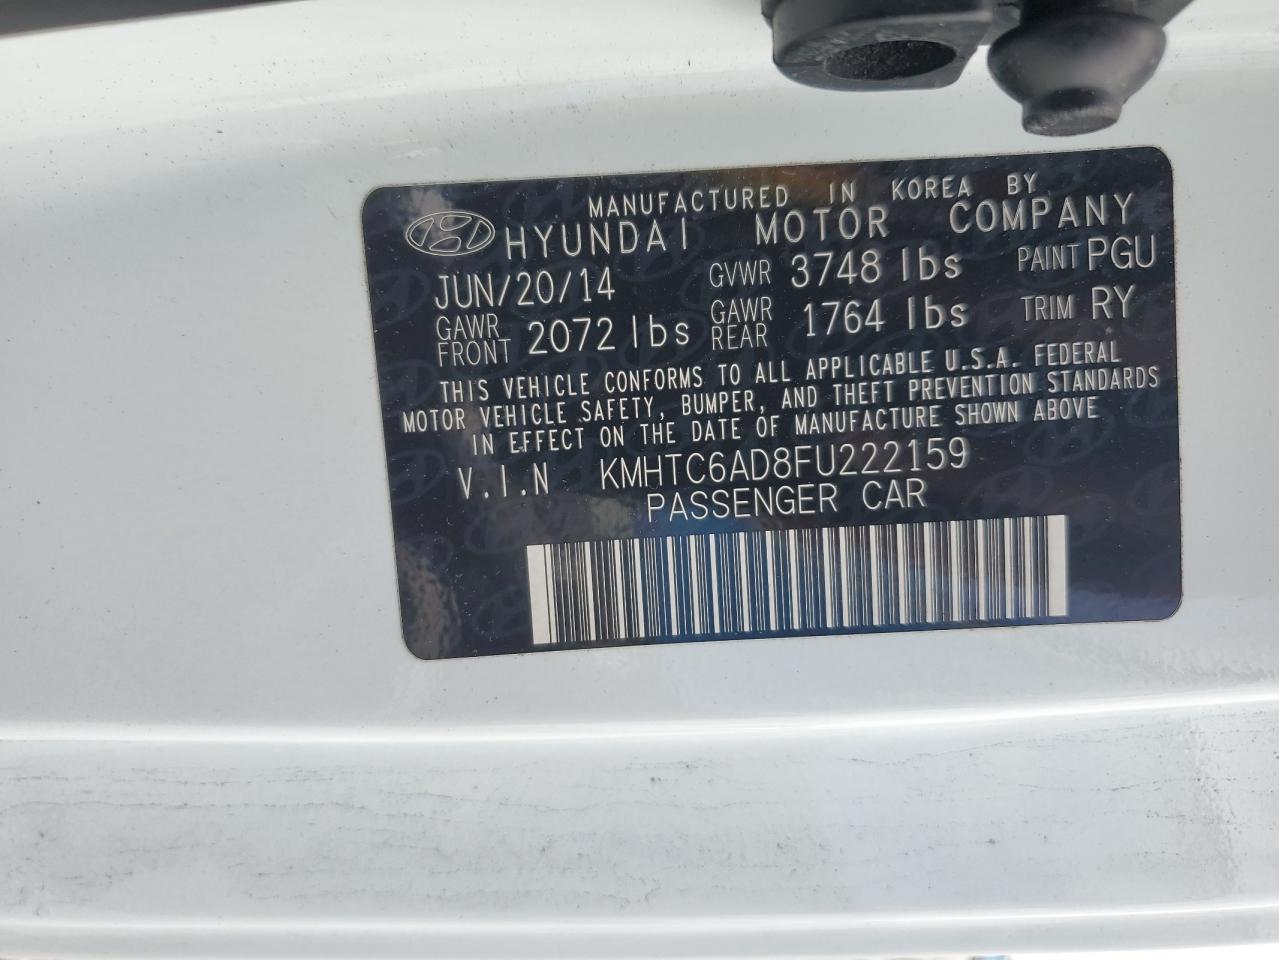 MANUFACTURED IN KOREA BY
HYUNDAI MOTOR COMPANY
JUN/20/14 GVWR 3748 lbs PAINT PGU
GAWR FRONT 2072 lbs GAWR REAR 1764 lbs TRIM RY
THIS VEHICLE CONFORMS TO ALL APPLICABLE U.S.A. FEDERAL
MOTOR VEHICLE SAFETY, BUMPER, AND THEFT PREVENTION STANDARDS
IN EFFECT ON THE DATE OF MANUFACTURE SHOWN ABOVE
V.I.N KMHTC6AD8FU222159
PASSENGER CAR